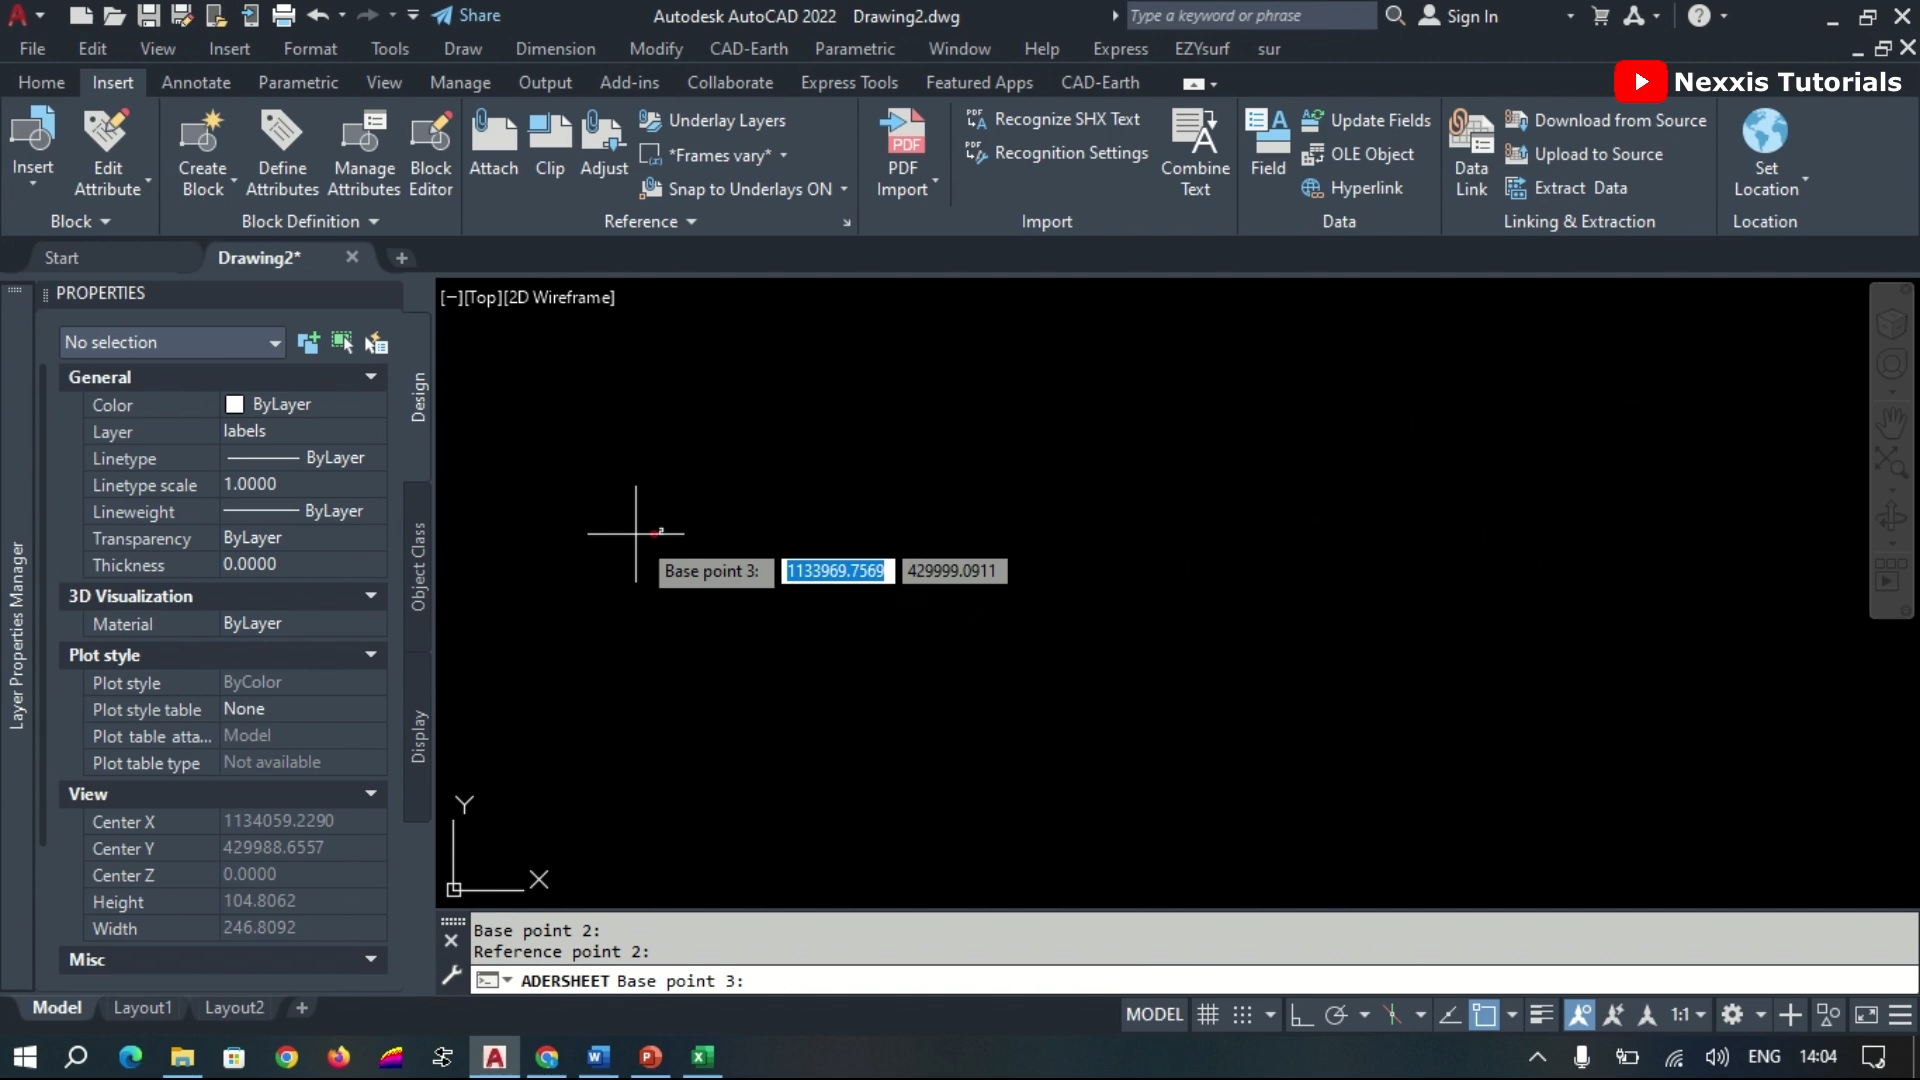 Share
Autodesk AutoCAD 2022 Drawing2.dwg
Type a keyword or phrase
Sign In
File Edit View Insert Format Tools Draw Dimension Modify CAD-Earth Parametric Window Help Express EZYsurf sur
Home Insert Annotate Parametric View Manage Output Add-ins Collaborate Express Tools Featured Apps CAD-Earth
Nexxis Tutorials
Insert
Edit
Attribute
Create
Block
Define
Attributes
Manage
Attributes
Block
Editor
Attach
Clip
Adjust
Underlay Layers
*Frames vary*
Snap to Underlays ON
PDF
PDF
Import
Recognize SHX Text
Recognition Settings
Combine
Text
Field
Update Fields
OLE Object
Hyperlink
Data
Link
Download from Source
Upload to Source
Extract Data
Set
Location
Block
Block Definition
Reference
Import
Data
Linking & Extraction
Location
Start
Drawing2*
PROPERTIES
No selection
General
Color ByLayer
Layer labels
Linetype ByLayer
Linetype scale 1.0000
Lineweight ByLayer
Transparency ByLayer
Thickness 0.0000
3D Visualization
Material ByLayer
Plot style
Plot style ByColor
Plot style table None
Plot table atta... Model
Plot table type Not available
View
Center X 1134059.2290
Center Y 429988.6557
Center Z 0.0000
Height 104.8062
Width 246.8092
Misc
Layer Properties Manager
Design
Object Class
Display
[−][Top][2D Wireframe]
Base point 3: 1133969.7569 429999.0911
Y
X
Base point 2:
Reference point 2:
ADERSHEET Base point 3:
Model Layout1 Layout2
MODEL
1:1
ENG 14:04